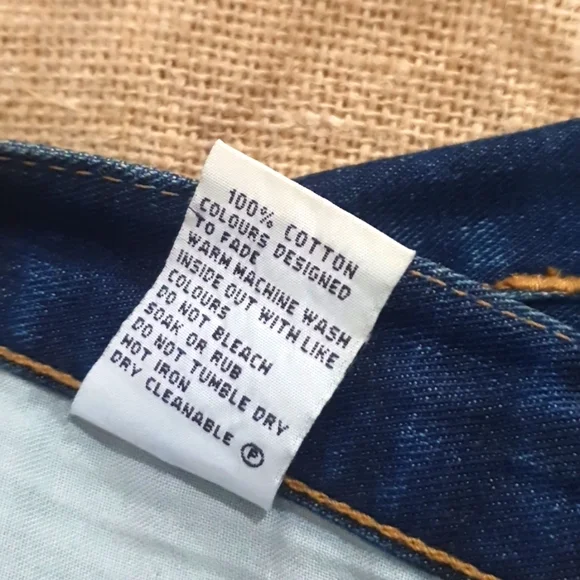 100% COTTON
COLOURS DESIGNED
TO FADE
WARM MACHINE WASH
INSIDE OUT WITH LIKE
COLOURS
DO NOT BLEACH
SOAK OR RUB
DO NOT TUMBLE DRY
HOT IRON
DRY CLEANABLE Ⓟ